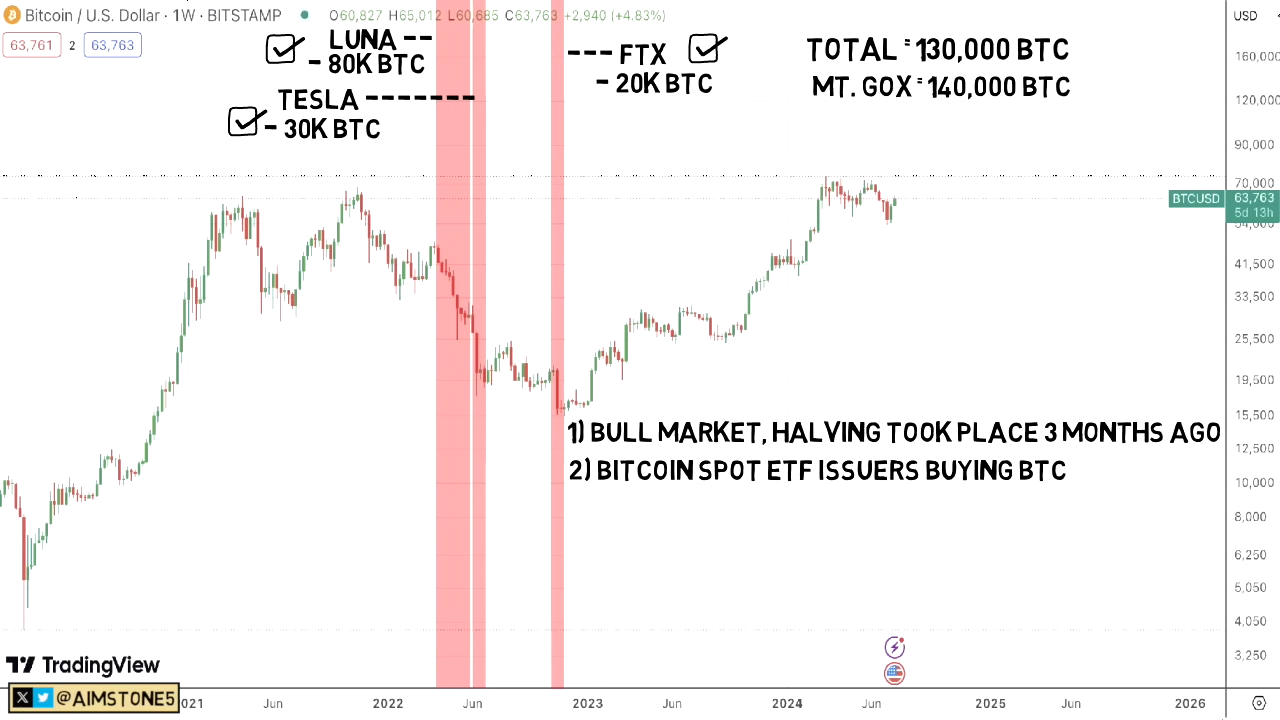 Bitcoin / U.S. Dollar · 1W · BITSTAMP O60,827 H65,012 L60,685 C63,763 +2,940 (+4.83%)
USD
63,761 2 63,763
LUNA --
- 80K BTC
TESLA -------
- 30K BTC
--- FTX
- 20K BTC
TOTAL = 130,000 BTC
MT. GOX = 140,000 BTC
160,000
120,000
90,000
70,000
BTCUSD 63,763
5d 13h
54,000
41,500
33,500
25,500
19,500
15,500
12,500
10,000
8,000
6,250
5,050
4,050
3,250
1) BULL MARKET, HALVING TOOK PLACE 3 MONTHS AGO
2) BITCOIN SPOT ETF ISSUERS BUYING BTC
TradingView
X @AIMSTONE5
021 Jun 2022 Jun 2023 Jun 2024 Jun 2025 Jun 2026